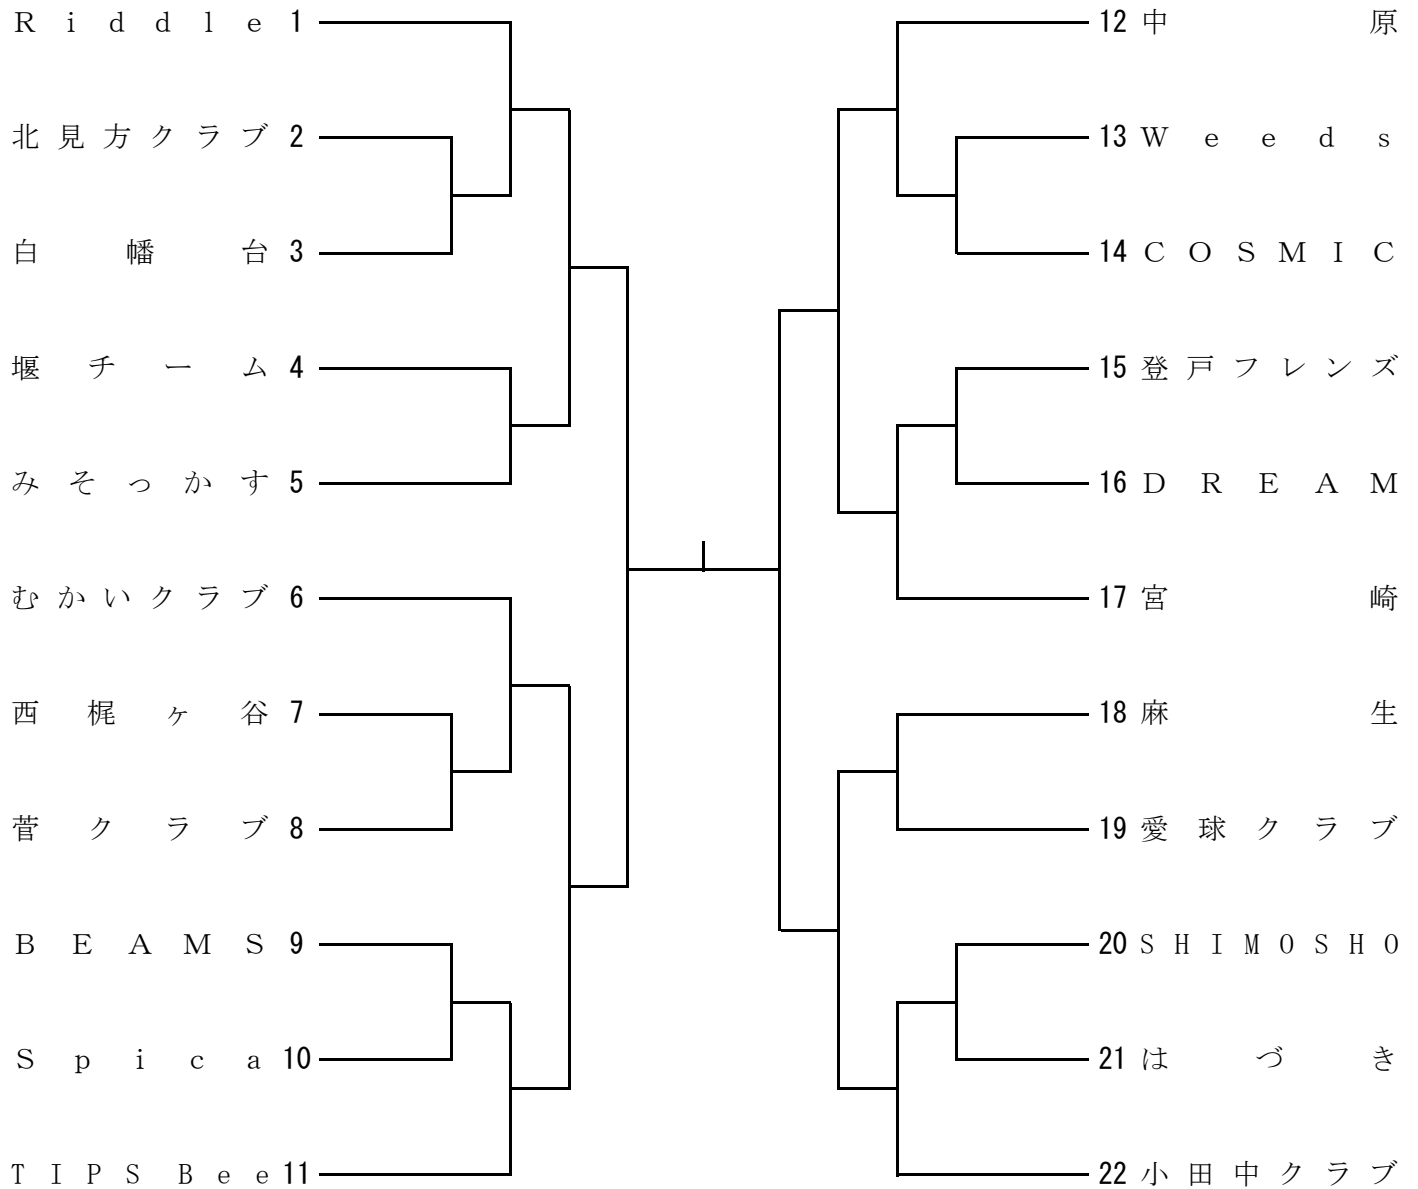 Riddle 1
北見方クラブ 2
白幡台 3
堰チーム 4
みそっかす 5
むかいクラブ 6
西梶ヶ谷 7
菅クラブ 8
BEAMS 9
Spica 10
TIPS Bee 11
12 中原
13 Weeds
14 COSMIC
15 登戸フレンズ
16 DREAM
17 宮崎
18 麻生
19 愛球クラブ
20 SHIMOSHO
21 はづき
22 小田中クラブ